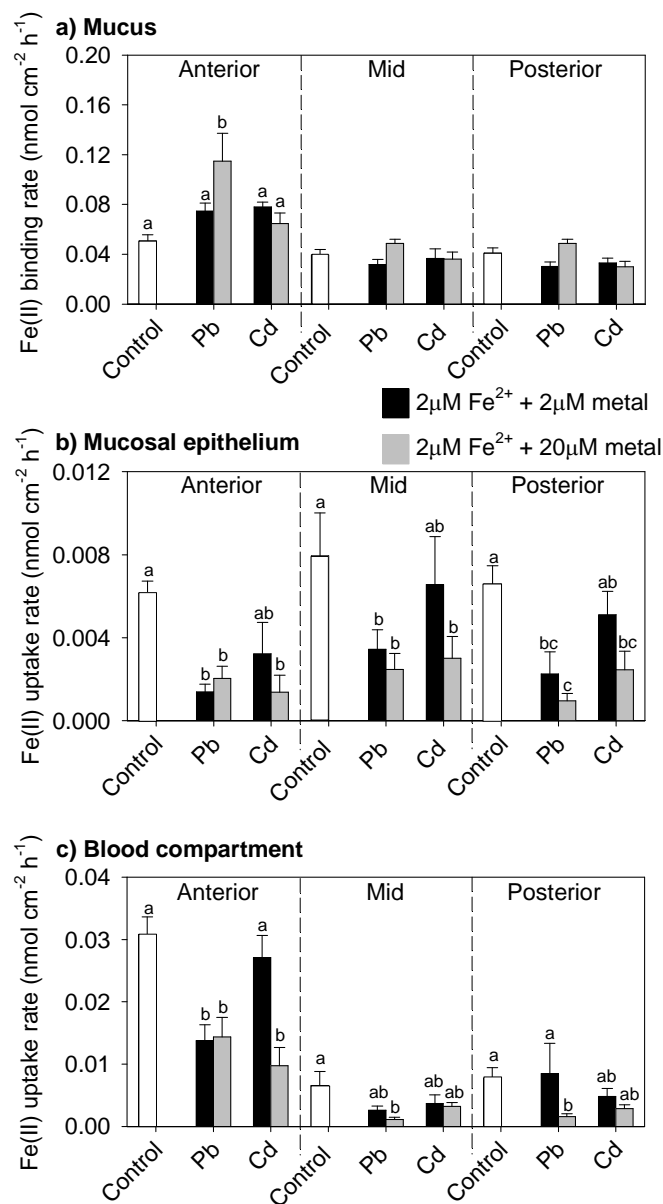 a) Mucus
Fe(II) binding rate (nmol cm⁻² h⁻¹)
0.20
0.16
0.12
0.08
0.04
0.00
Anterior Mid Posterior
a a b a a
Control Pb Cd Control Pb Cd Control Pb Cd
2μM Fe²⁺ + 2μM metal
2μM Fe²⁺ + 20μM metal
b) Mucosal epithelium
Fe(II) uptake rate (nmol cm⁻² h⁻¹)
0.012
0.008
0.004
0.000
Anterior Mid Posterior
a b b ab b a b b ab b a bc c ab bc
Control Pb Cd Control Pb Cd Control Pb Cd
c) Blood compartment
Fe(II) uptake rate (nmol cm⁻² h⁻¹)
0.04
0.03
0.02
0.01
0.00
Anterior Mid Posterior
a b b a b a ab b ab ab a a b ab ab
Control Pb Cd Control Pb Cd Control Pb Cd